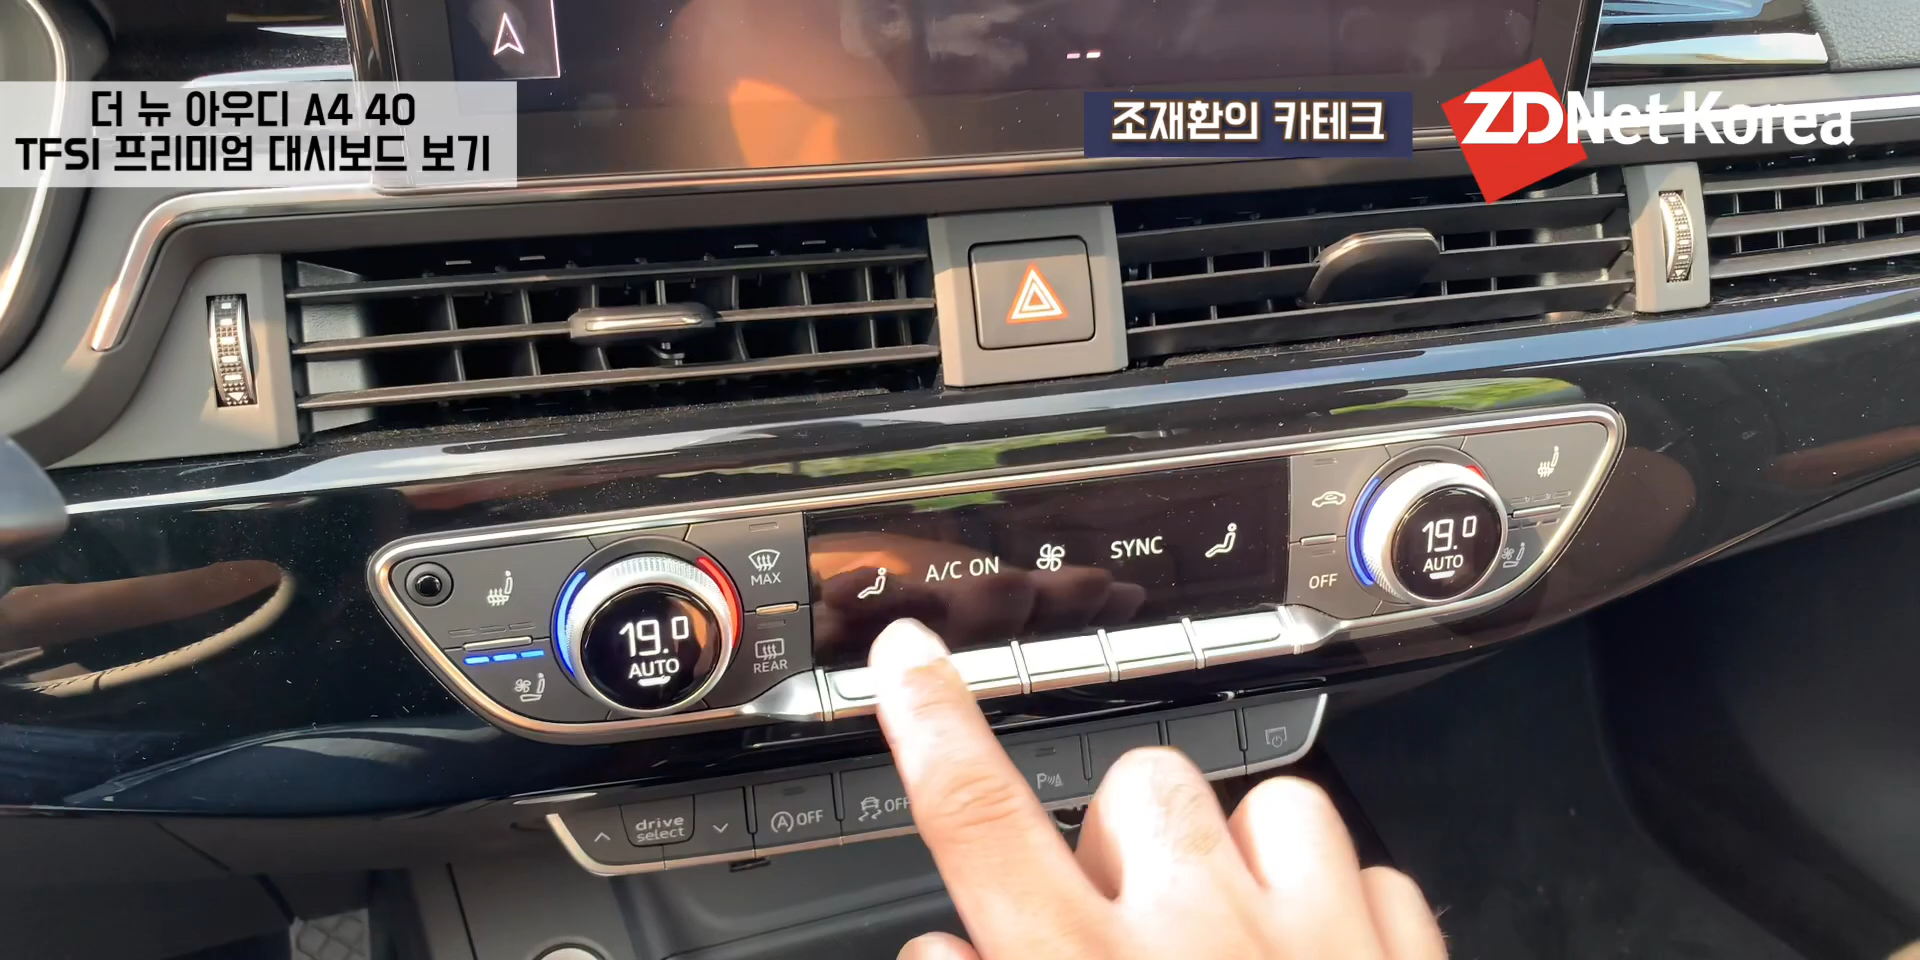 더 뉴 아우디 A4 40
TFSI 프리미엄 대시보드 보기
조재환의 카테크
ZDNet Korea
MAX
REAR
19.0
AUTO
A/C ON
SYNC
OFF
19.0
AUTO
drive
select
A OFF
OFF
P